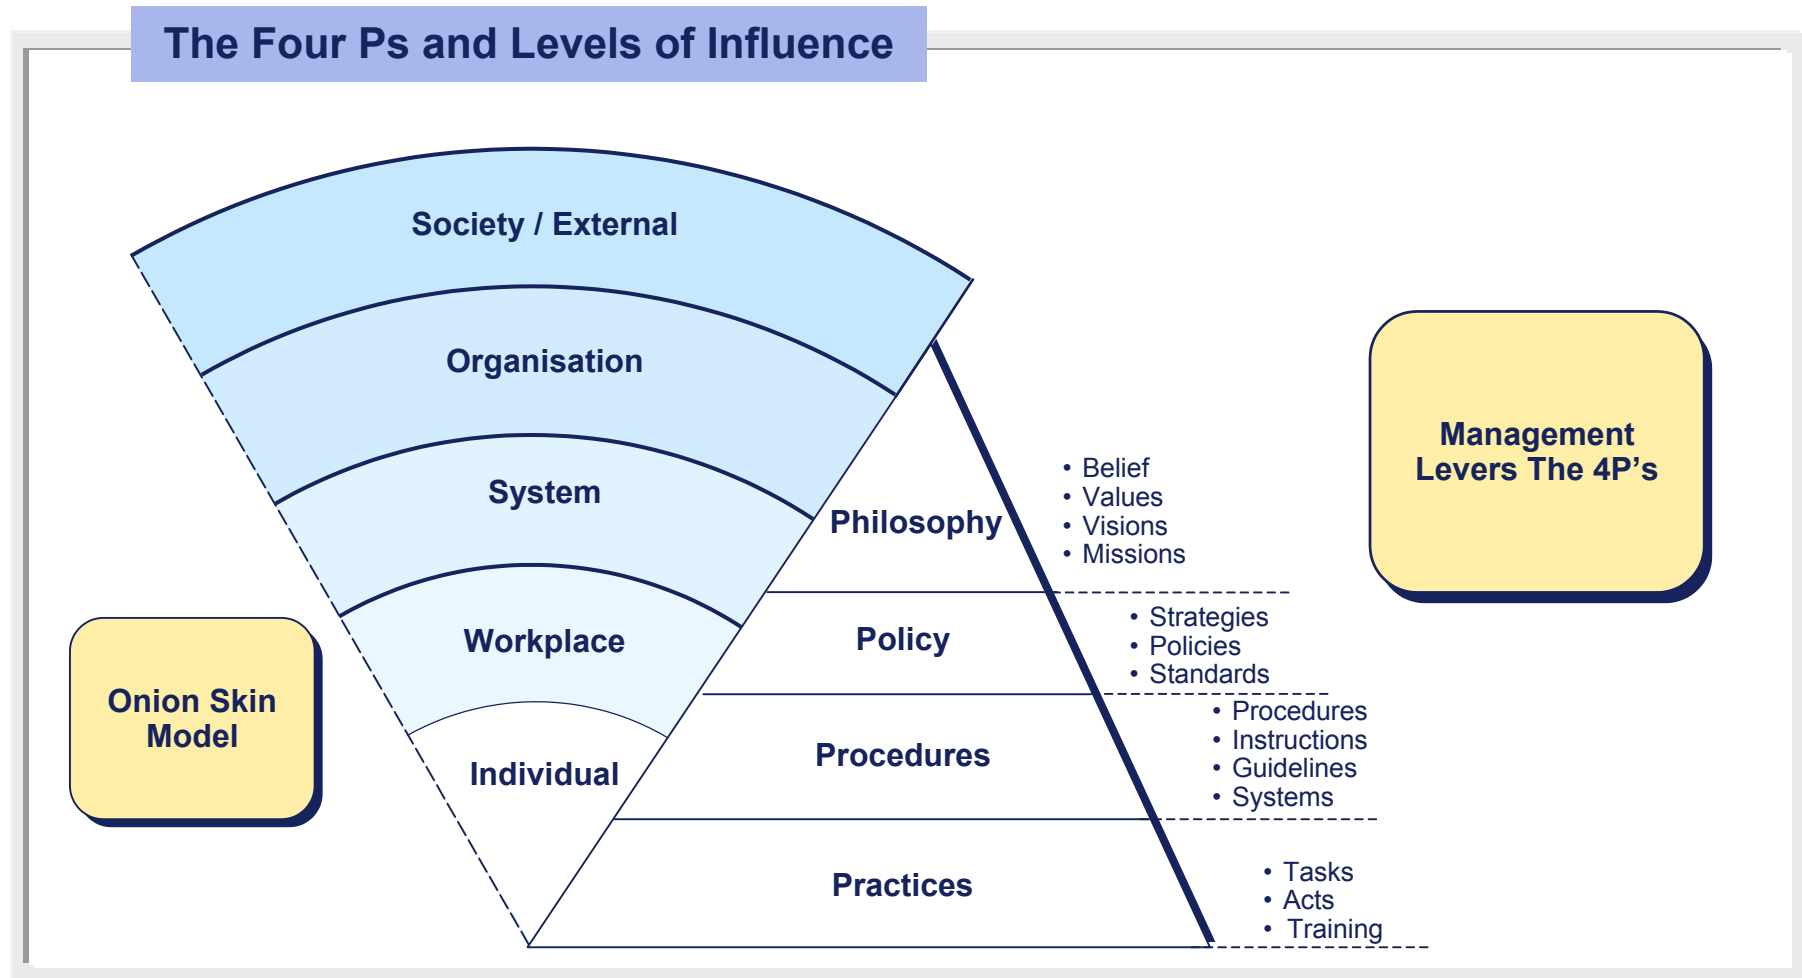 The Four Ps and Levels of Influence
Society / External
Organisation
System
Workplace
Individual
Onion Skin
Model
Philosophy
• Belief
• Values
• Visions
• Missions
Policy
• Strategies
• Policies
• Standards
Procedures
• Procedures
• Instructions
• Guidelines
• Systems
Practices
• Tasks
• Acts
• Training
Management
Levers The 4P’s